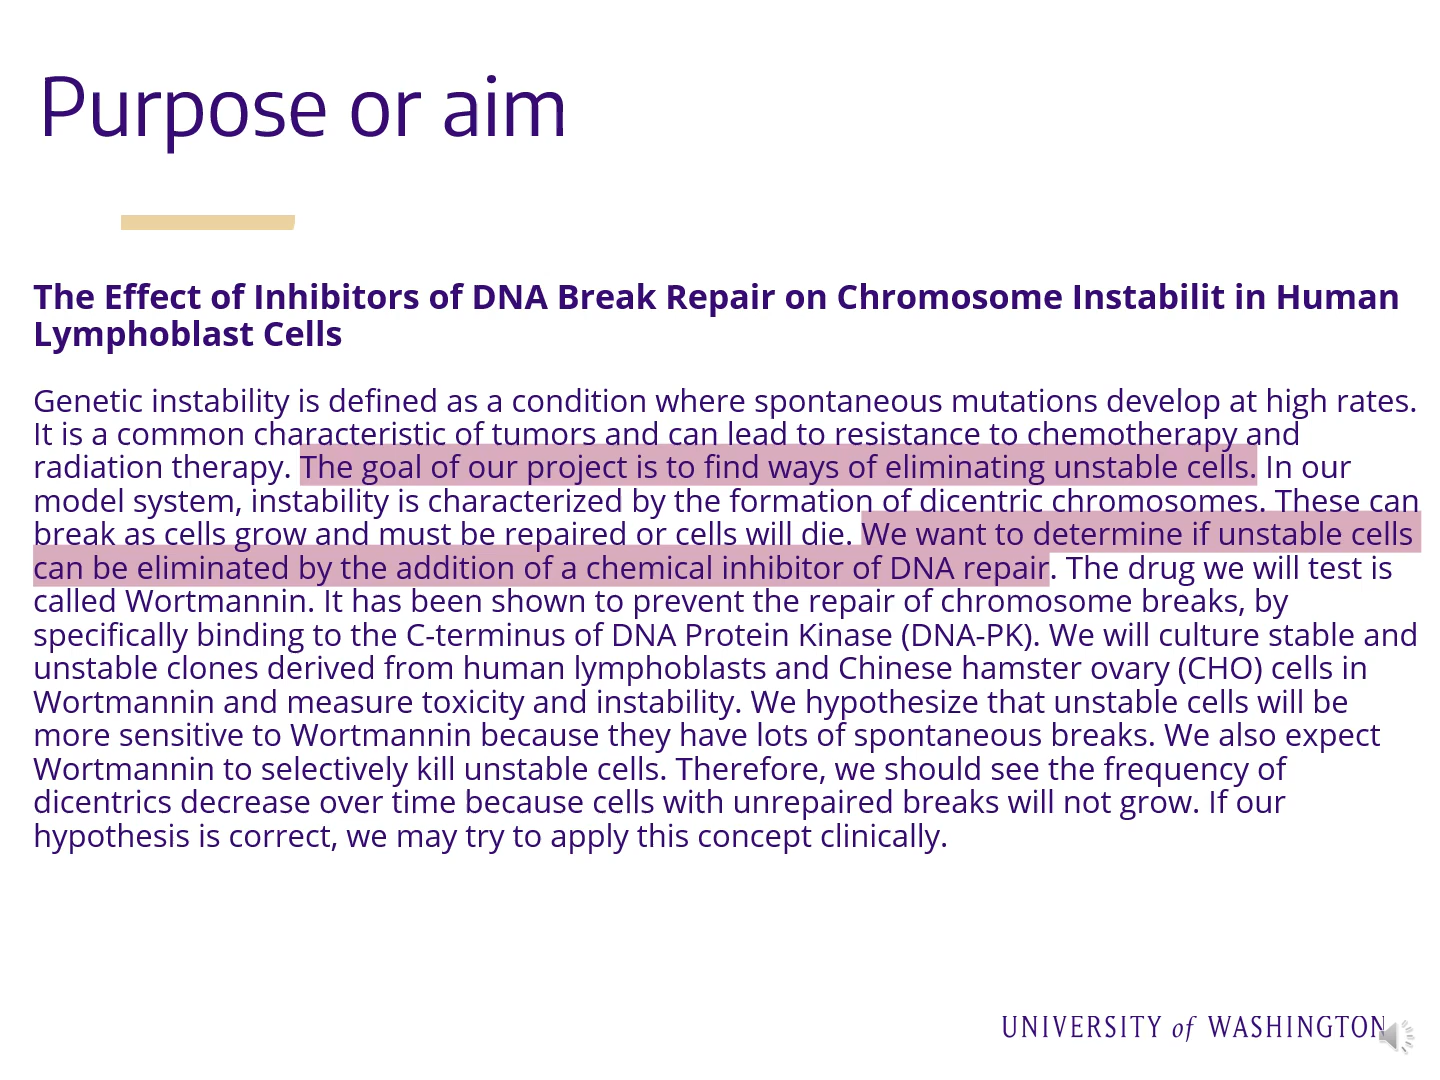 Purpose or aim
The Effect of Inhibitors of DNA Break Repair on Chromosome Instabilit in Human
Lymphoblast Cells
Genetic instability is defined as a condition where spontaneous mutations develop at high rates.
It is a common characteristic of tumors and can lead to resistance to chemotherapy and
radiation therapy. The goal of our project is to find ways of eliminating unstable cells. In our
model system, instability is characterized by the formation of dicentric chromosomes. These can
break as cells grow and must be repaired or cells will die. We want to determine if unstable cells
can be eliminated by the addition of a chemical inhibitor of DNA repair. The drug we will test is
called Wortmannin. It has been shown to prevent the repair of chromosome breaks, by
specifically binding to the C-terminus of DNA Protein Kinase (DNA-PK). We will culture stable and
unstable clones derived from human lymphoblasts and Chinese hamster ovary (CHO) cells in
Wortmannin and measure toxicity and instability. We hypothesize that unstable cells will be
more sensitive to Wortmannin because they have lots of spontaneous breaks. We also expect
Wortmannin to selectively kill unstable cells. Therefore, we should see the frequency of
dicentrics decrease over time because cells with unrepaired breaks will not grow. If our
hypothesis is correct, we may try to apply this concept clinically.
UNIVERSITY of WASHINGTON